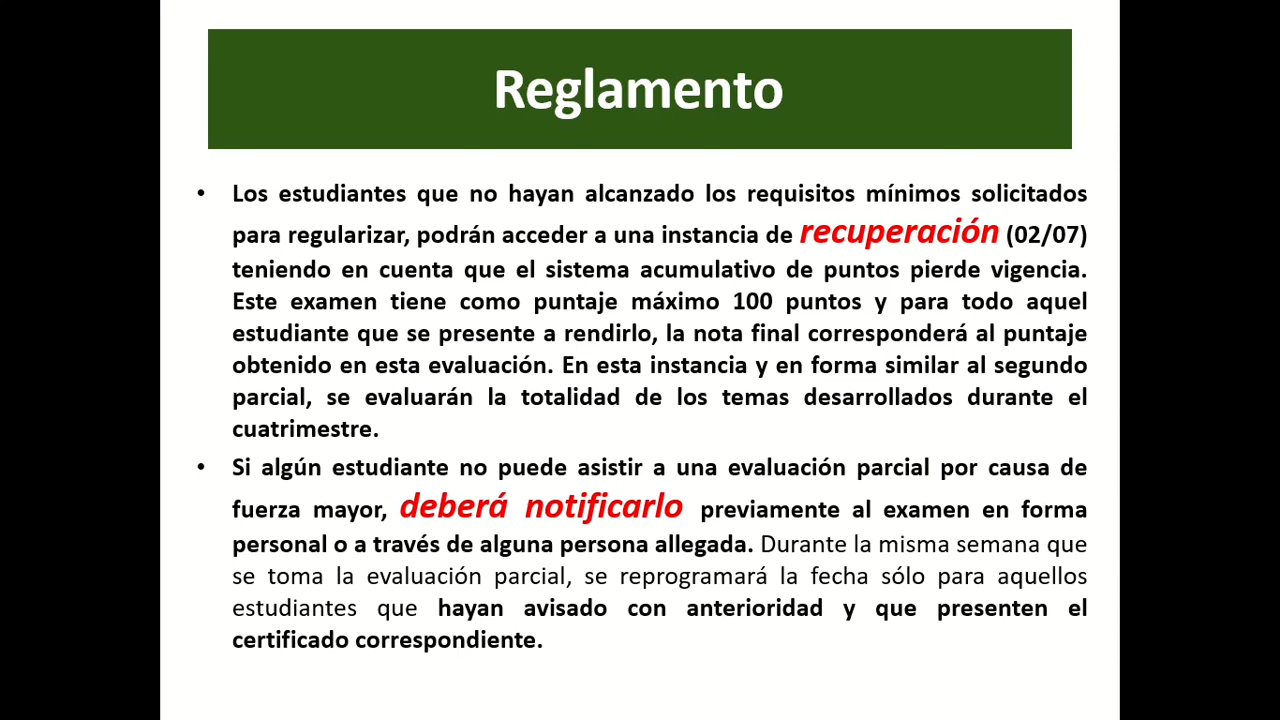 Reglamento
• Los estudiantes que no hayan alcanzado los requisitos mínimos solicitados
para regularizar, podrán acceder a una instancia de recuperación (02/07)
teniendo en cuenta que el sistema acumulativo de puntos pierde vigencia.
Este examen tiene como puntaje máximo 100 puntos y para todo aquel
estudiante que se presente a rendirlo, la nota final corresponderá al puntaje
obtenido en esta evaluación. En esta instancia y en forma similar al segundo
parcial, se evaluarán la totalidad de los temas desarrollados durante el
cuatrimestre.
• Si algún estudiante no puede asistir a una evaluación parcial por causa de
fuerza mayor, deberá notificarlo previamente al examen en forma
personal o a través de alguna persona allegada. Durante la misma semana que
se toma la evaluación parcial, se reprogramará la fecha sólo para aquellos
estudiantes que hayan avisado con anterioridad y que presenten el
certificado correspondiente.